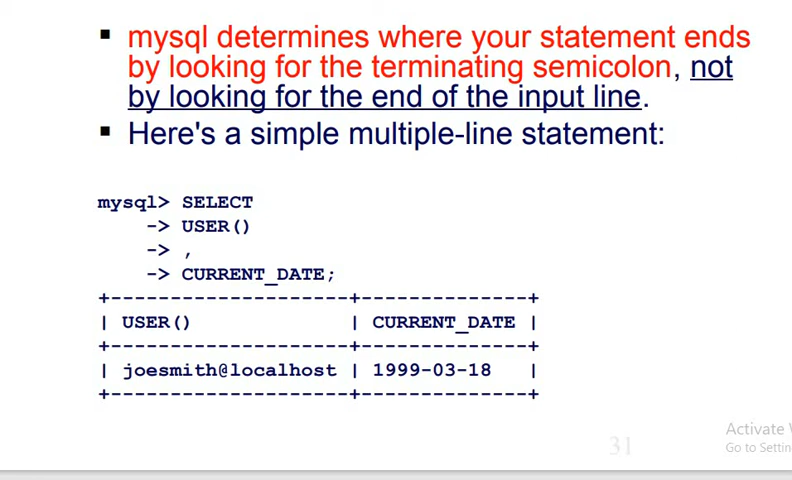 ▪ mysql determines where your statement ends
by looking for the terminating semicolon, not
by looking for the end of the input line.
▪ Here's a simple multiple-line statement:
mysql> SELECT
    -> USER()
    -> ,
    -> CURRENT_DATE;
+--------------------+--------------+
| USER()             | CURRENT_DATE |
+--------------------+--------------+
| joesmith@localhost | 1999-03-18   |
+--------------------+--------------+
Activate
31
Go to Settin